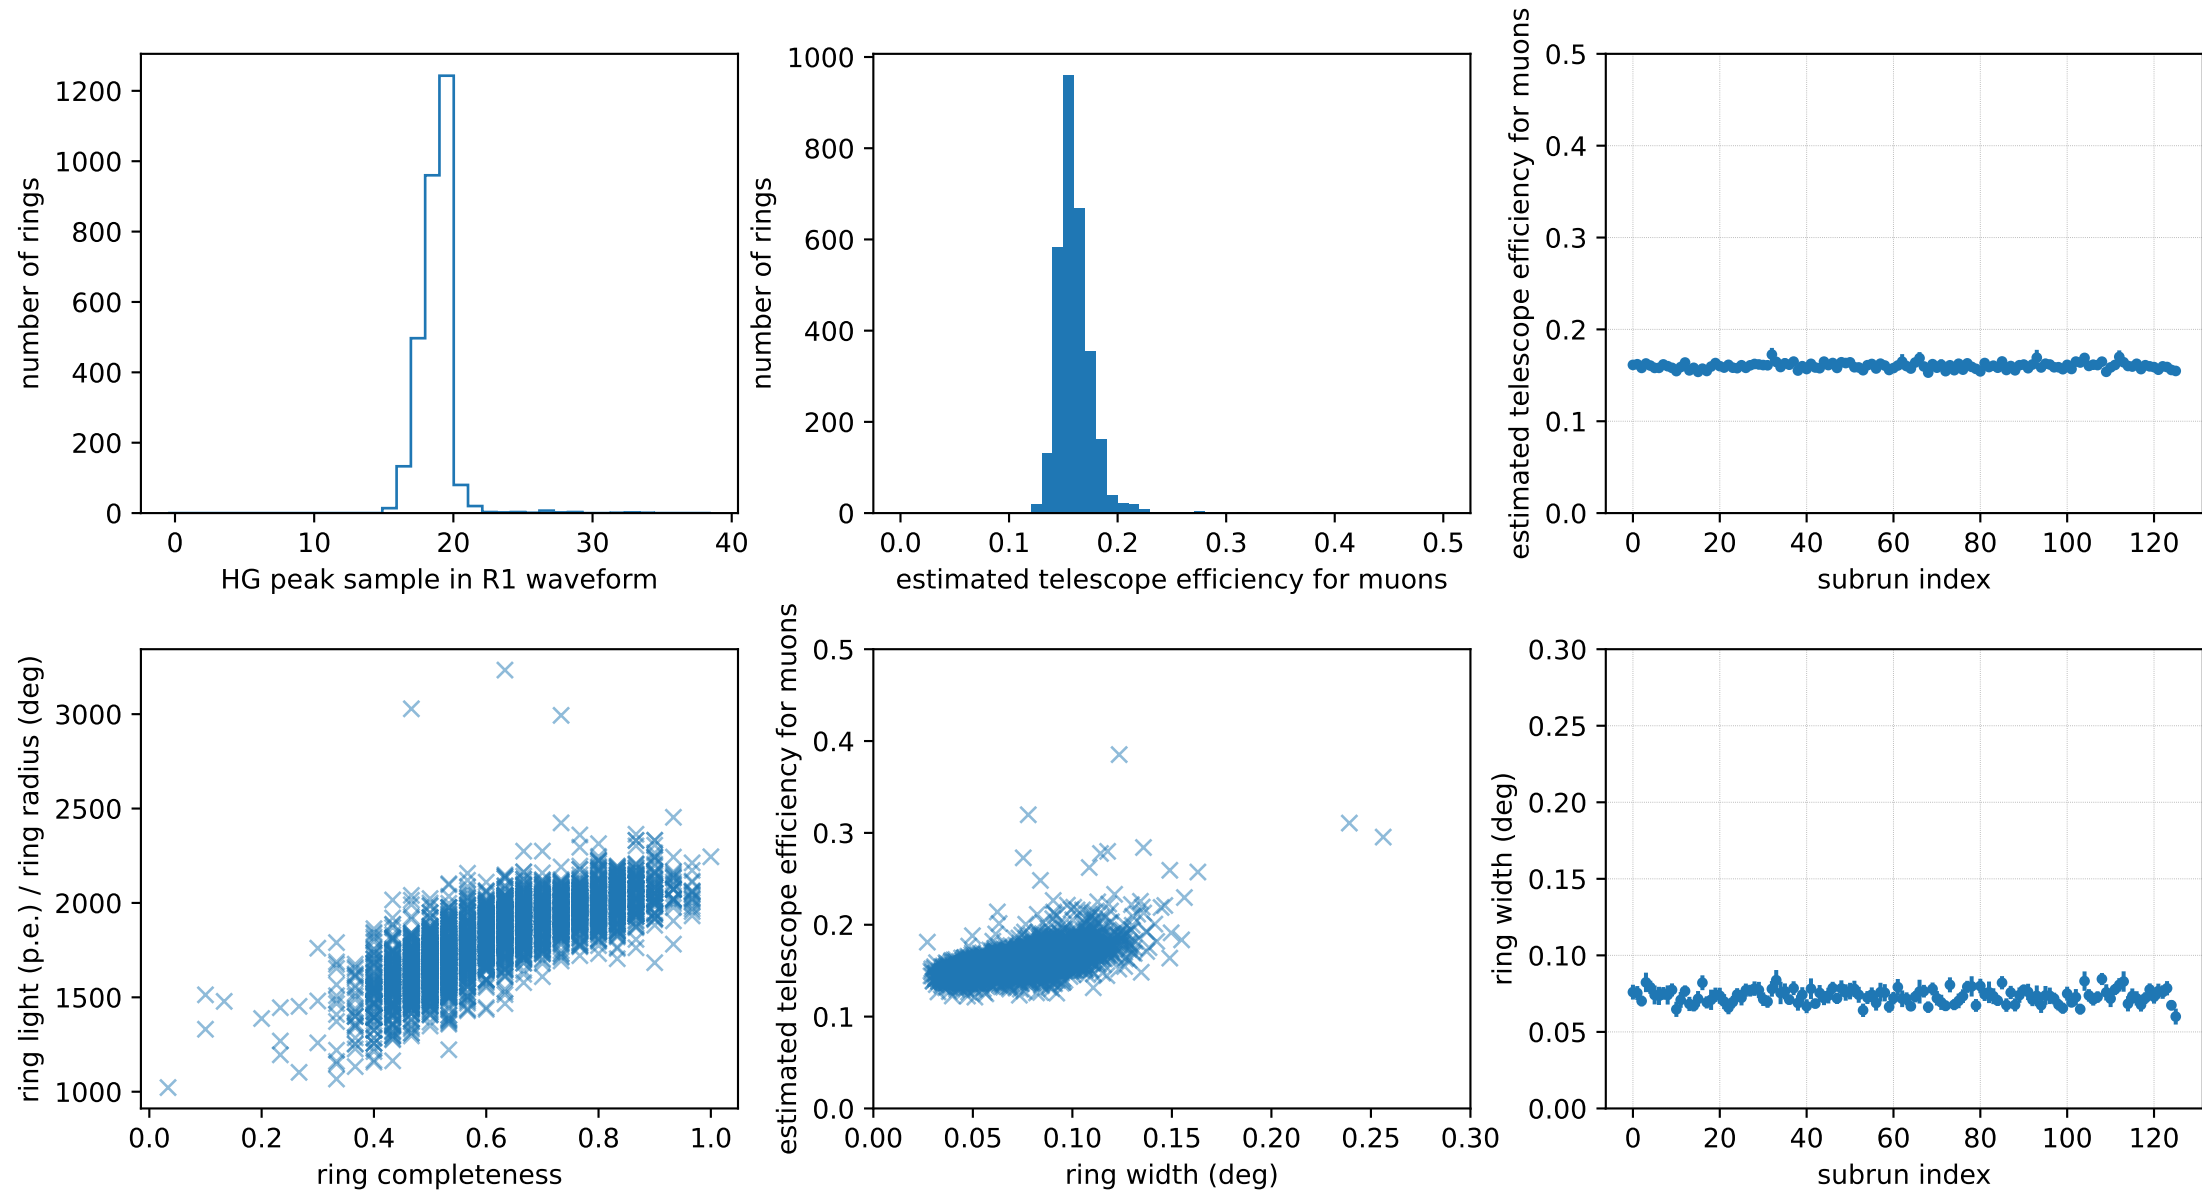 number of rings
1200
1000
800
600
400
200
0
0 10 20 30 40
HG peak sample in R1 waveform
number of rings
1000
800
600
400
200
0
0.0 0.1 0.2 0.3 0.4 0.5
estimated telescope efficiency for muons
estimated telescope efficiency for muons
0.5
0.4
0.3
0.2
0.1
0.0
0 20 40 60 80 100 120
subrun index
ring light (p.e.) / ring radius (deg)
3000
2500
2000
1500
1000
0.0 0.2 0.4 0.6 0.8 1.0
ring completeness
estimated telescope efficiency for muons
0.5
0.4
0.3
0.2
0.1
0.0
0.00 0.05 0.10 0.15 0.20 0.25 0.30
ring width (deg)
ring width (deg)
0.30
0.25
0.20
0.15
0.10
0.05
0.00
0 20 40 60 80 100 120
subrun index